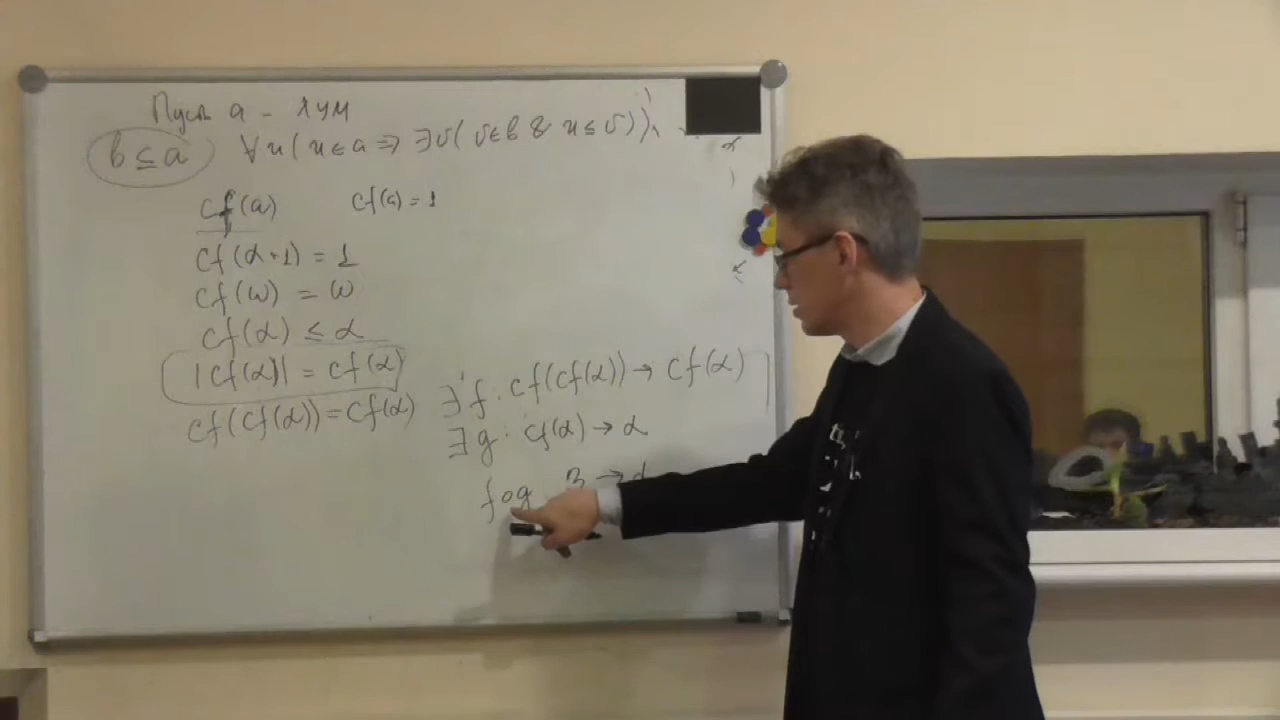 Пусть a - лум
b ⊆ a ∀u(u∈a ⇒ ∃v(v∈b & u≤v))
cf(a) cf(a) = 1
cf(α+1) = 1
cf(ω) = ω
cf(α) ≤ α
|cf(α)| = cf(α)
cf(cf(α)) = cf(α)
∃f: cf(cf(α)) → cf(α)
∃g: cf(α) → α
f∘g → α